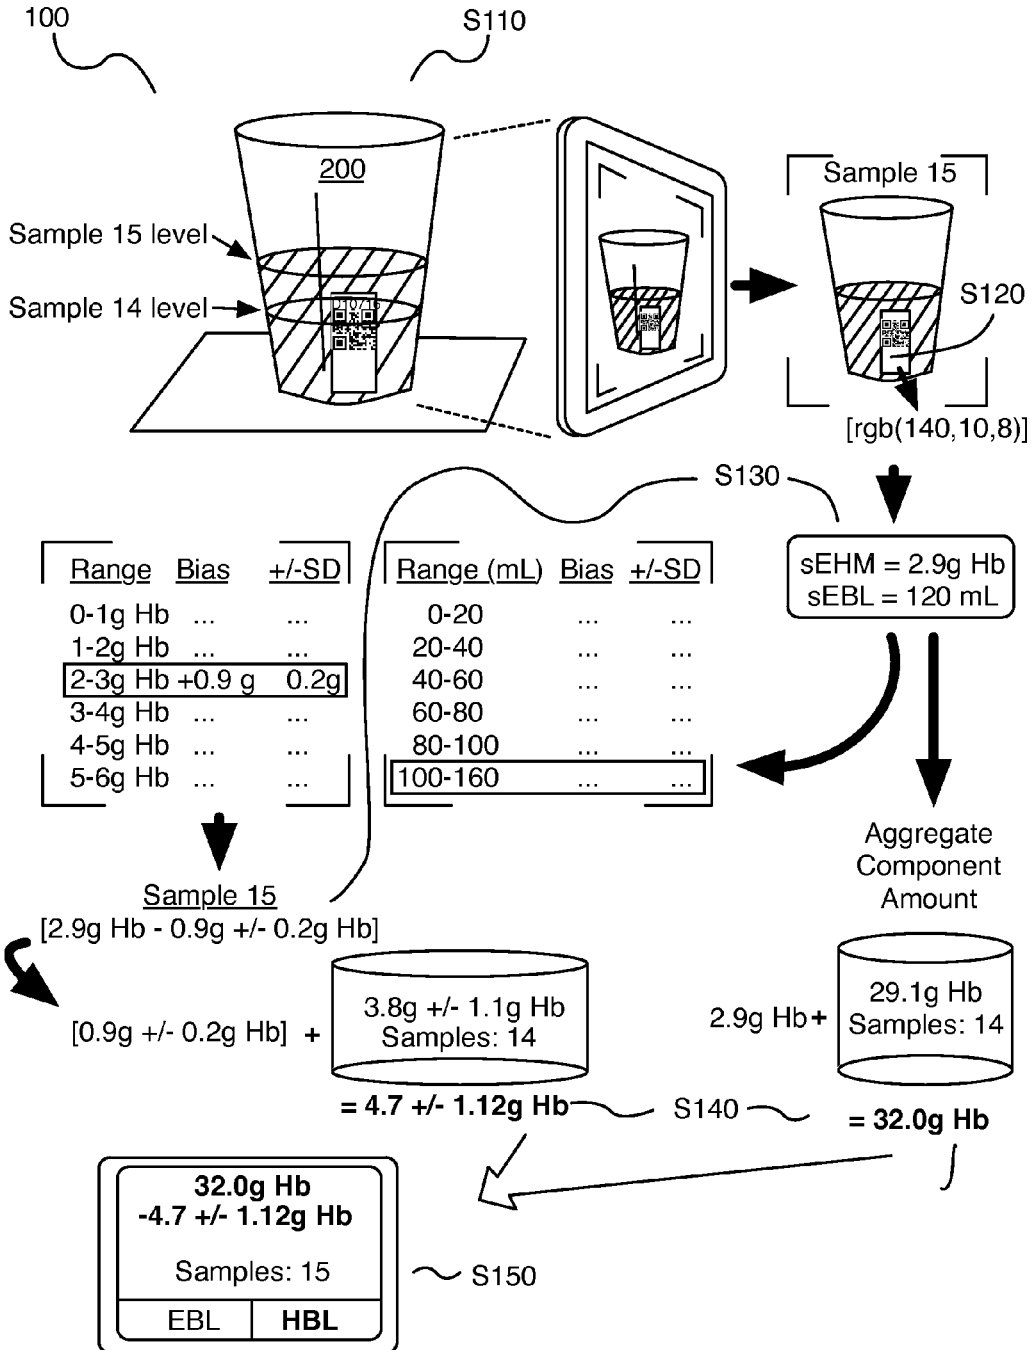 100
S110
200
Sample 15
Sample 15 level
Sample 14 level
S120
[rgb(140,10,8)]
S130
Range Bias +/-SD
0-1g Hb ... ...
1-2g Hb ... ...
2-3g Hb +0.9 g 0.2g
3-4g Hb ... ...
4-5g Hb ... ...
5-6g Hb ... ...
Range (mL) Bias +/-SD
0-20 ... ...
20-40 ... ...
40-60 ... ...
60-80 ... ...
80-100 ... ...
100-160 ... ...
sEHM = 2.9g Hb
sEBL = 120 mL
Aggregate
Component
Amount
Sample 15
[2.9g Hb - 0.9g +/- 0.2g Hb]
[0.9g +/- 0.2g Hb] +
3.8g +/- 1.1g Hb
Samples: 14
= 4.7 +/- 1.12g Hb
2.9g Hb +
29.1g Hb
Samples: 14
= 32.0g Hb
S140
32.0g Hb
-4.7 +/- 1.12g Hb
Samples: 15
EBL HBL
S150